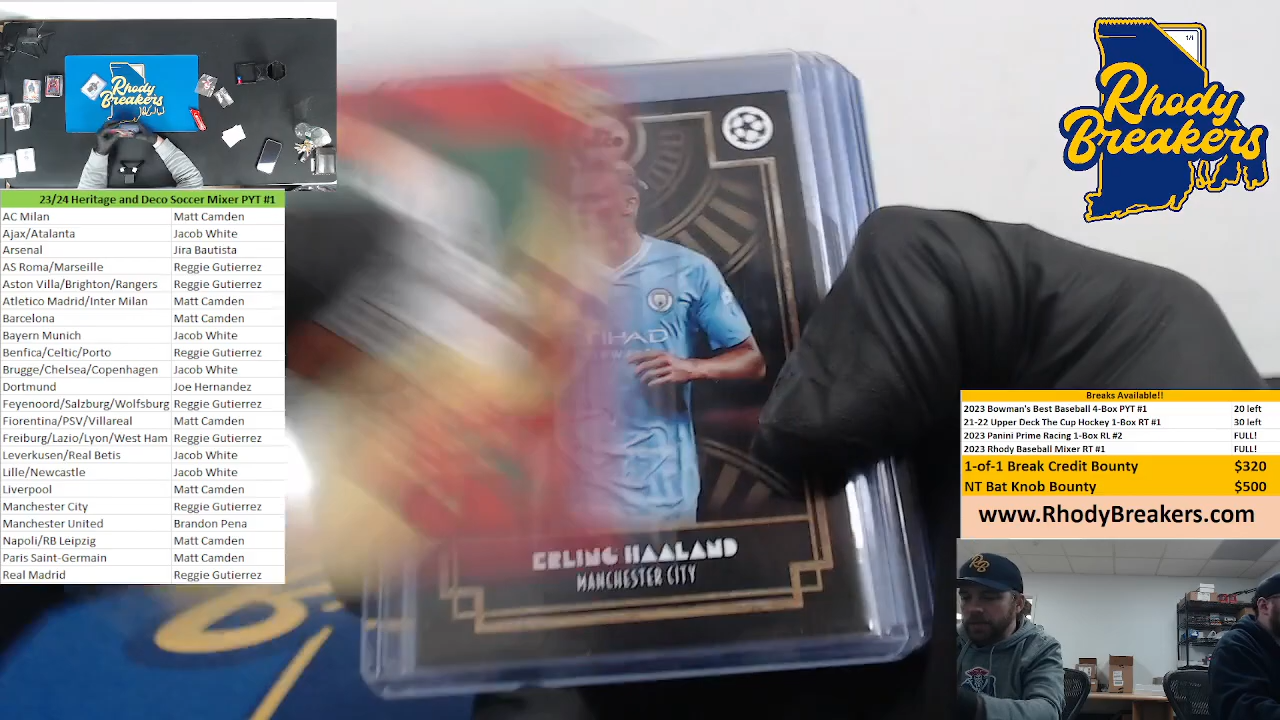 Rhody
Breakers
23/24 Heritage and Deco Soccer Mixer PYT #1
AC Milan Matt Camden
Ajax/Atalanta Jacob White
Arsenal Jira Bautista
AS Roma/Marseille Reggie Gutierrez
Aston Villa/Brighton/Rangers Reggie Gutierrez
Atletico Madrid/Inter Milan Matt Camden
Barcelona Matt Camden
Bayern Munich Jacob White
Benfica/Celtic/Porto Reggie Gutierrez
Brugge/Chelsea/Copenhagen Jacob White
Dortmund Joe Hernandez
Feyenoord/Salzburg/Wolfsburg Reggie Gutierrez
Fiorentina/PSV/Villareal Matt Camden
Freiburg/Lazio/Lyon/West Ham Reggie Gutierrez
Leverkusen/Real Betis Jacob White
Lille/Newcastle Jacob White
Liverpool Matt Camden
Manchester City Reggie Gutierrez
Manchester United Brandon Pena
Napoli/RB Leipzig Matt Camden
Paris Saint-Germain Matt Camden
Real Madrid Reggie Gutierrez
ERLING HAALAND
MANCHESTER CITY
1/1
Rhody
Breakers
Breaks Available!!
2023 Bowman's Best Baseball 4-Box PYT #1 20 left
21-22 Upper Deck The Cup Hockey 1-Box RT #1 30 left
2023 Panini Prime Racing 1-Box RL #2 FULL!
2023 Rhody Baseball Mixer RT #1 FULL!
1-of-1 Break Credit Bounty $320
NT Bat Knob Bounty $500
www.RhodyBreakers.com
RB